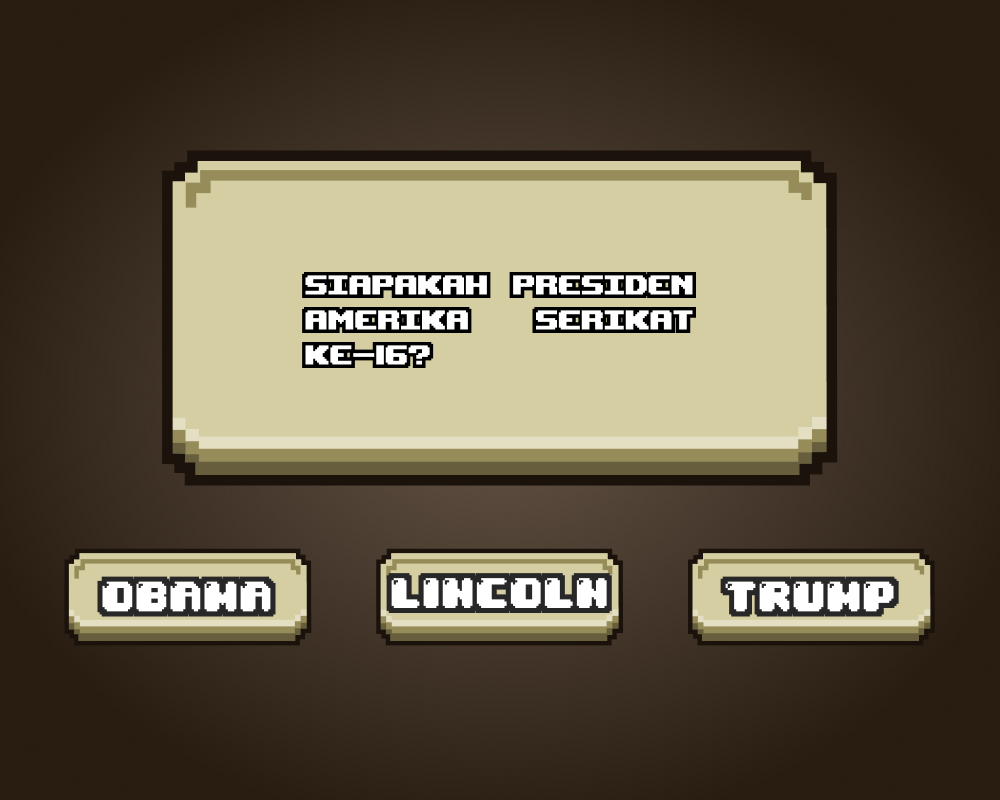 SIAPAKAH PRESIDEN
AMERIKA SERIKAT
KE-16?
OBAMA
LINCOLN
TRUMP